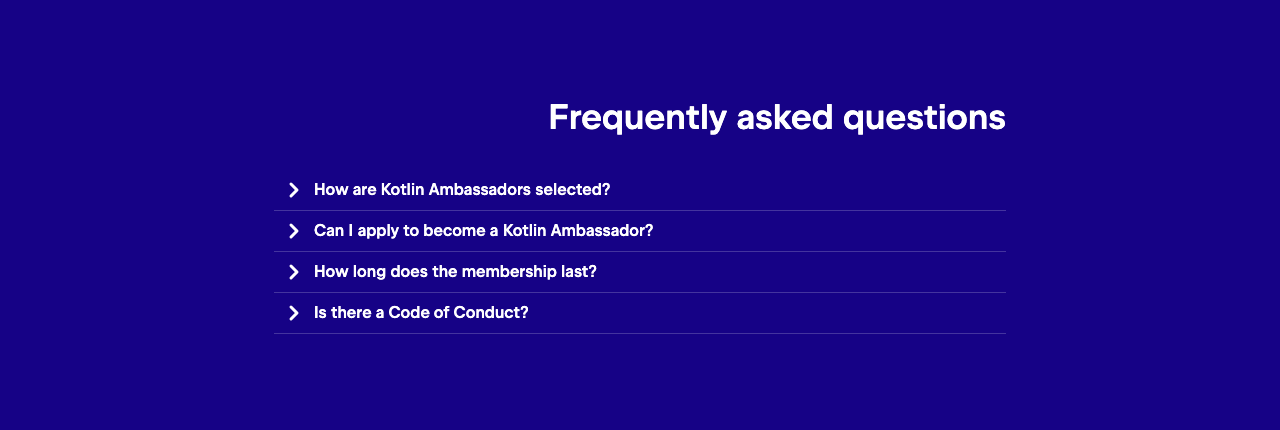 Frequently asked questions
How are Kotlin Ambassadors selected?
Can I apply to become a Kotlin Ambassador?
How long does the membership last?
Is there a Code of Conduct?